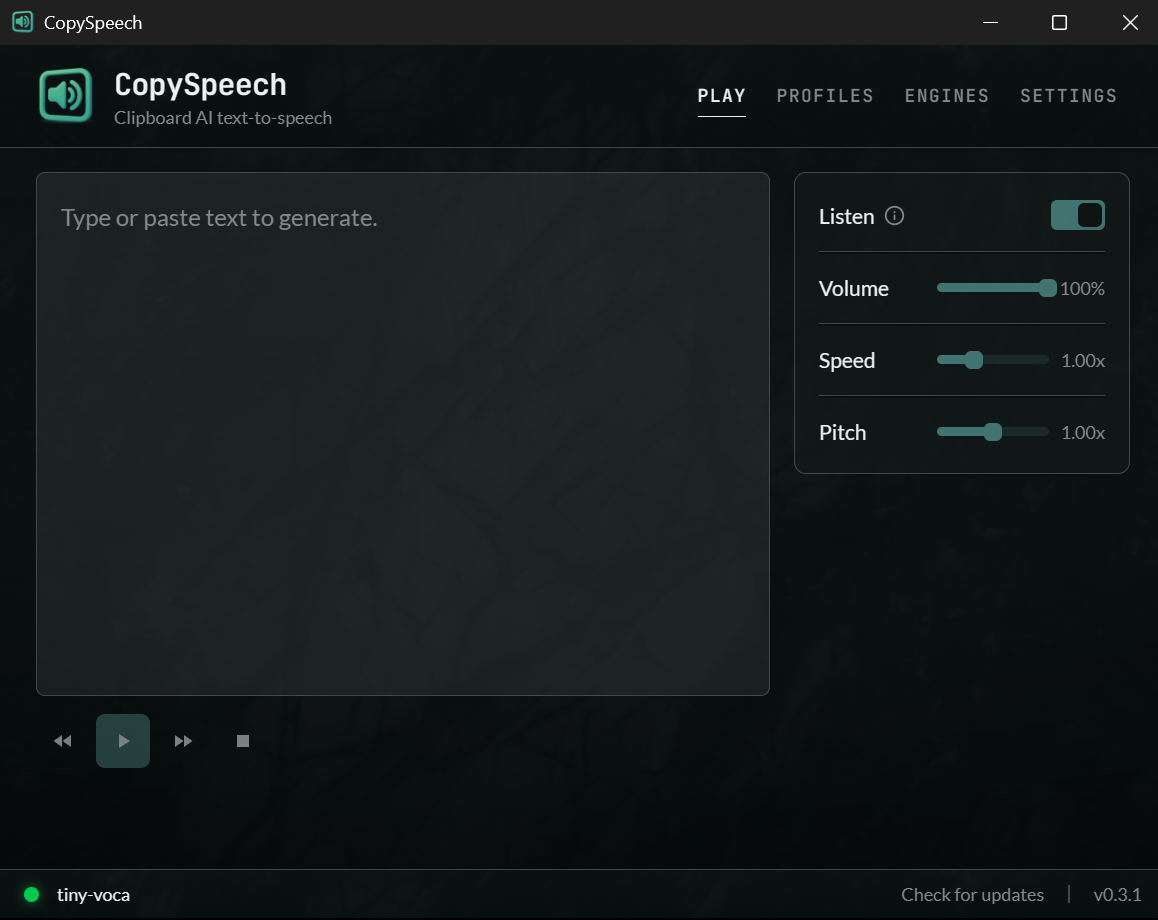 CopySpeech
CopySpeech
Clipboard AI text-to-speech
PLAY PROFILES ENGINES SETTINGS
Type or paste text to generate.
Listen
Volume 100%
Speed 1.00x
Pitch 1.00x
tiny-voca
Check for updates | v0.3.1